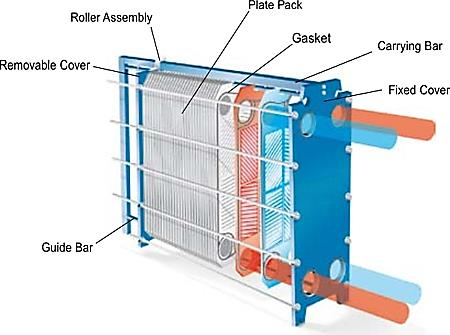 Plate Pack
Roller Assembly
Gasket
Carrying Bar
Removable Cover
Fixed Cover
Guide Bar